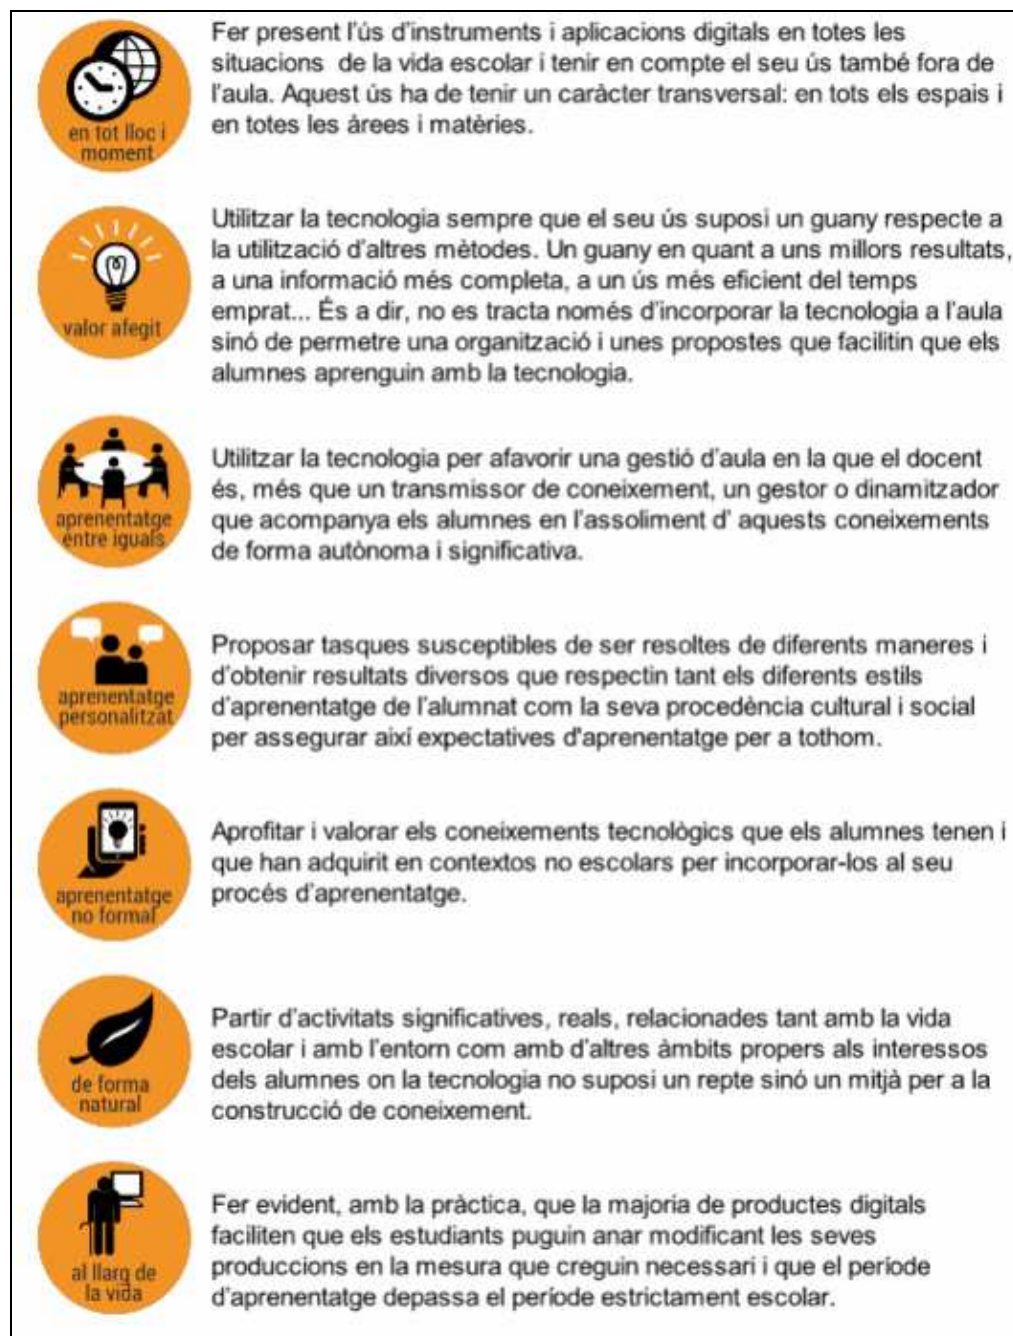 en tot lloc i
moment
Fer present l'ús d'instruments i aplicacions digitals en totes les
situacions de la vida escolar i tenir en compte el seu ús també fora de
l'aula. Aquest ús ha de tenir un caràcter transversal: en tots els espais i
en totes les àrees i matèries.
valor afegit
Utilitzar la tecnologia sempre que el seu ús suposi un guany respecte a
la utilització d'altres mètodes. Un guany en quant a uns millors resultats,
a una informació més completa, a un ús més eficient del temps
emprat... És a dir, no es tracta només d'incorporar la tecnologia a l'aula
sinó de permetre una organització i unes propostes que facilitin que els
alumnes aprenguin amb la tecnologia.
aprenentatge
entre iguals
Utilitzar la tecnologia per afavorir una gestió d'aula en la que el docent
és, més que un transmissor de coneixement, un gestor o dinamitzador
que acompanya els alumnes en l'assoliment d' aquests coneixements
de forma autònoma i significativa.
aprenentatge
personalitzat
Proposar tasques susceptibles de ser resoltes de diferents maneres i
d'obtenir resultats diversos que respectin tant els diferents estils
d'aprenentatge de l'alumnat com la seva procedència cultural i social
per assegurar així expectatives d'aprenentatge per a tothom.
aprenentatge
no formal
Aprofitar i valorar els coneixements tecnològics que els alumnes tenen i
que han adquirit en contextos no escolars per incorporar-los al seu
procés d'aprenentatge.
de forma
natural
Partir d'activitats significatives, reals, relacionades tant amb la vida
escolar i amb l'entorn com amb d'altres àmbits propers als interessos
dels alumnes on la tecnologia no suposi un repte sinó un mitjà per a la
construcció de coneixement.
al llarg de
la vida
Fer evident, amb la pràctica, que la majoria de productes digitals
faciliten que els estudiants puguin anar modificant les seves
produccions en la mesura que creguin necessari i que el període
d'aprenentatge depassa el període estrictament escolar.